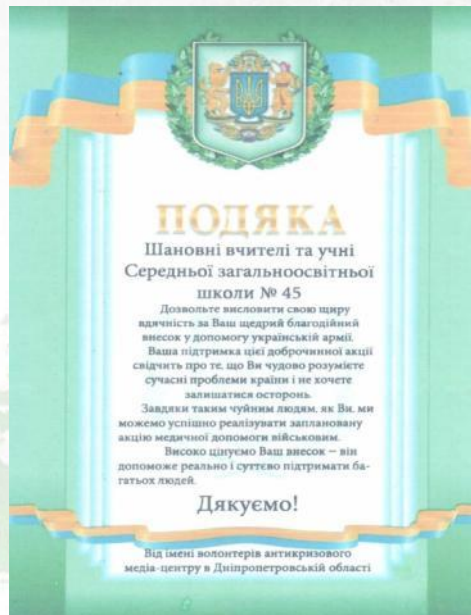 ПОДЯКА
Шановні вчителі та учні
Середньої загальноосвітньої
школи № 45
Дозвольте висловити свою щиру
вдячність за Ваш щедрий благодійний
внесок у допомогу українській армії.
Ваша підтримка цієї доброчинної акції
свідчить про те, що Ви чудово розумієте
сучасні проблеми країни і не хочете
залишатися осторонь.
Завдяки таким чуйним людям, як Ви, ми
можемо успішно реалізувати заплановану
акцію медичної допомоги військовим.
Високо цінуємо Ваш внесок – він
допоможе реально і суттєво підтримати ба-
гатьох людей.
Дякуємо!
Від імені волонтерів антикризового
медіа-центру в Дніпропетровській області